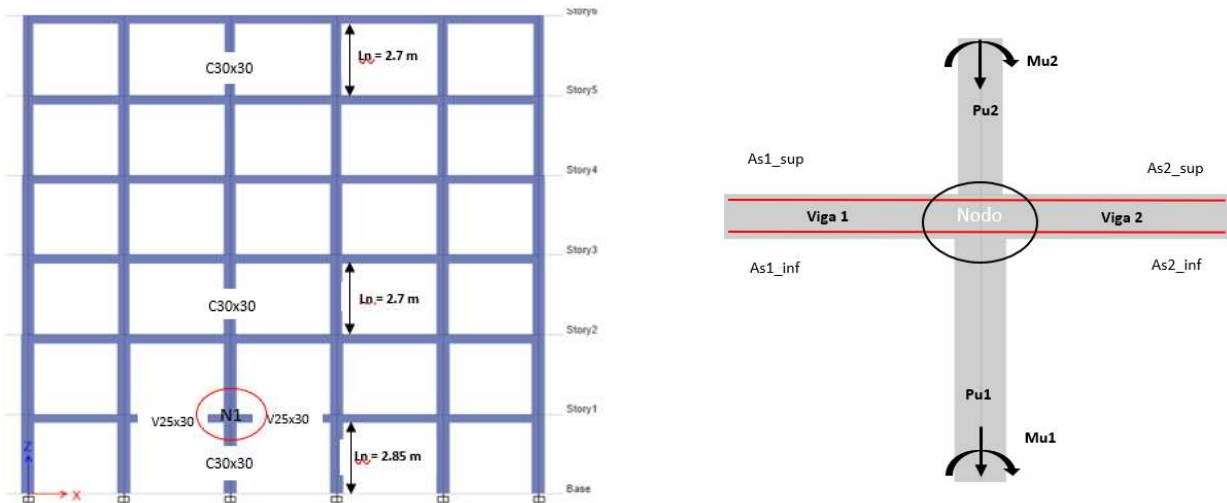 Story6
Ln = 2.7 m
C30x30
Story5
Story4
Story3
Ln. = 2.7 m
C30x30
Story2
Story1
V25x30
N1
V25x30
Ln = 2.85 m
C30x30
Z
X
Base
Mu2
Pu2
As1_sup
As2_sup
Viga 1
Nodo
Viga 2
As1_inf
As2_inf
Pu1
Mu1